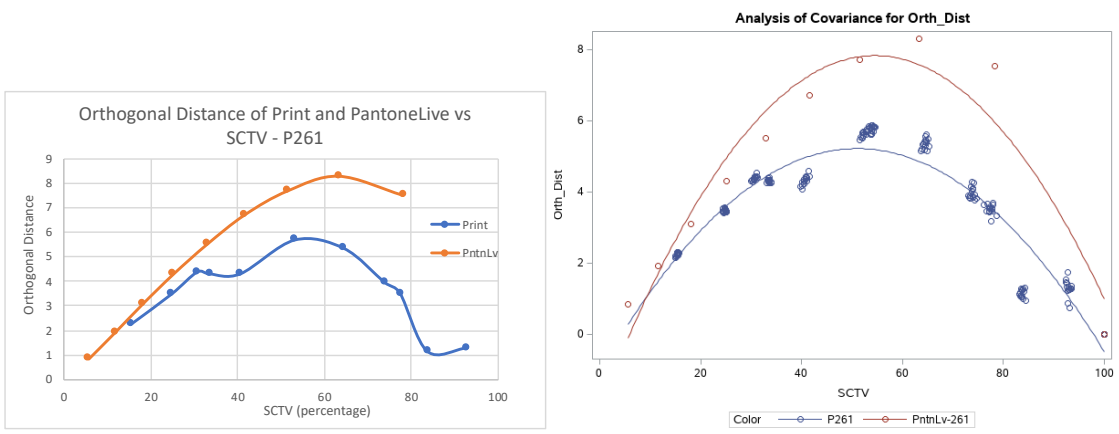 Orthogonal Distance of Print and PantoneLive vs
SCTV - P261
9
8
7
6
5
4
3
2
1
0
Orthogonal Distance
0
20
40
60
80
100
SCTV (percentage)
Print
PntnLv
Analysis of Covariance for Orth_Dist
8
6
4
2
0
Orth_Dist
0
20
40
60
80
100
SCTV
Color
P261
PntnLv-261